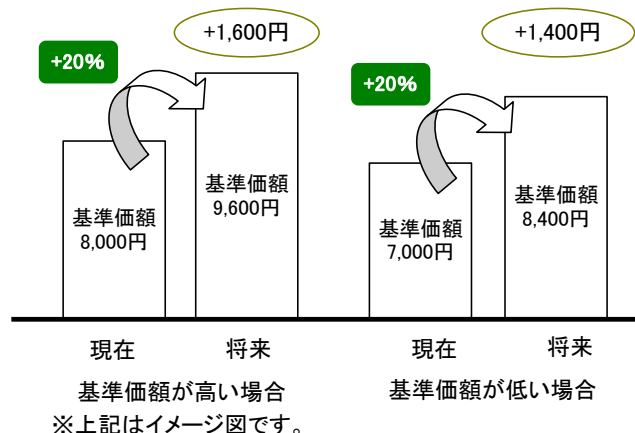 +1,600円
+20%
基準価額
8,000円
基準価額
9,600円
現在
将来
基準価額が高い場合
※上記はイメージ図です。
+1,400円
+20%
基準価額
7,000円
基準価額
8,400円
現在
将来
基準価額が低い場合